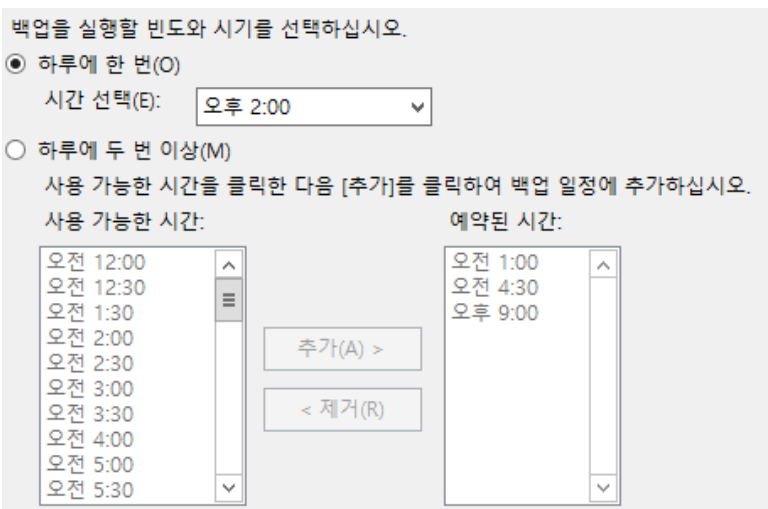 백업을 실행할 빈도와 시기를 선택하십시오.
하루에 한 번(O)
시간 선택(E): 오후 2:00
하루에 두 번 이상(M)
사용 가능한 시간을 클릭한 다음 [추가]를 클릭하여 백업 일정에 추가하십시오.
사용 가능한 시간:
오전 12:00
오전 12:30
오전 1:30
오전 2:00
오전 2:30
오전 3:00
오전 3:30
오전 4:00
오전 5:00
오전 5:30
추가(A) >
< 제거(R)
예약된 시간:
오전 1:00
오전 4:30
오후 9:00